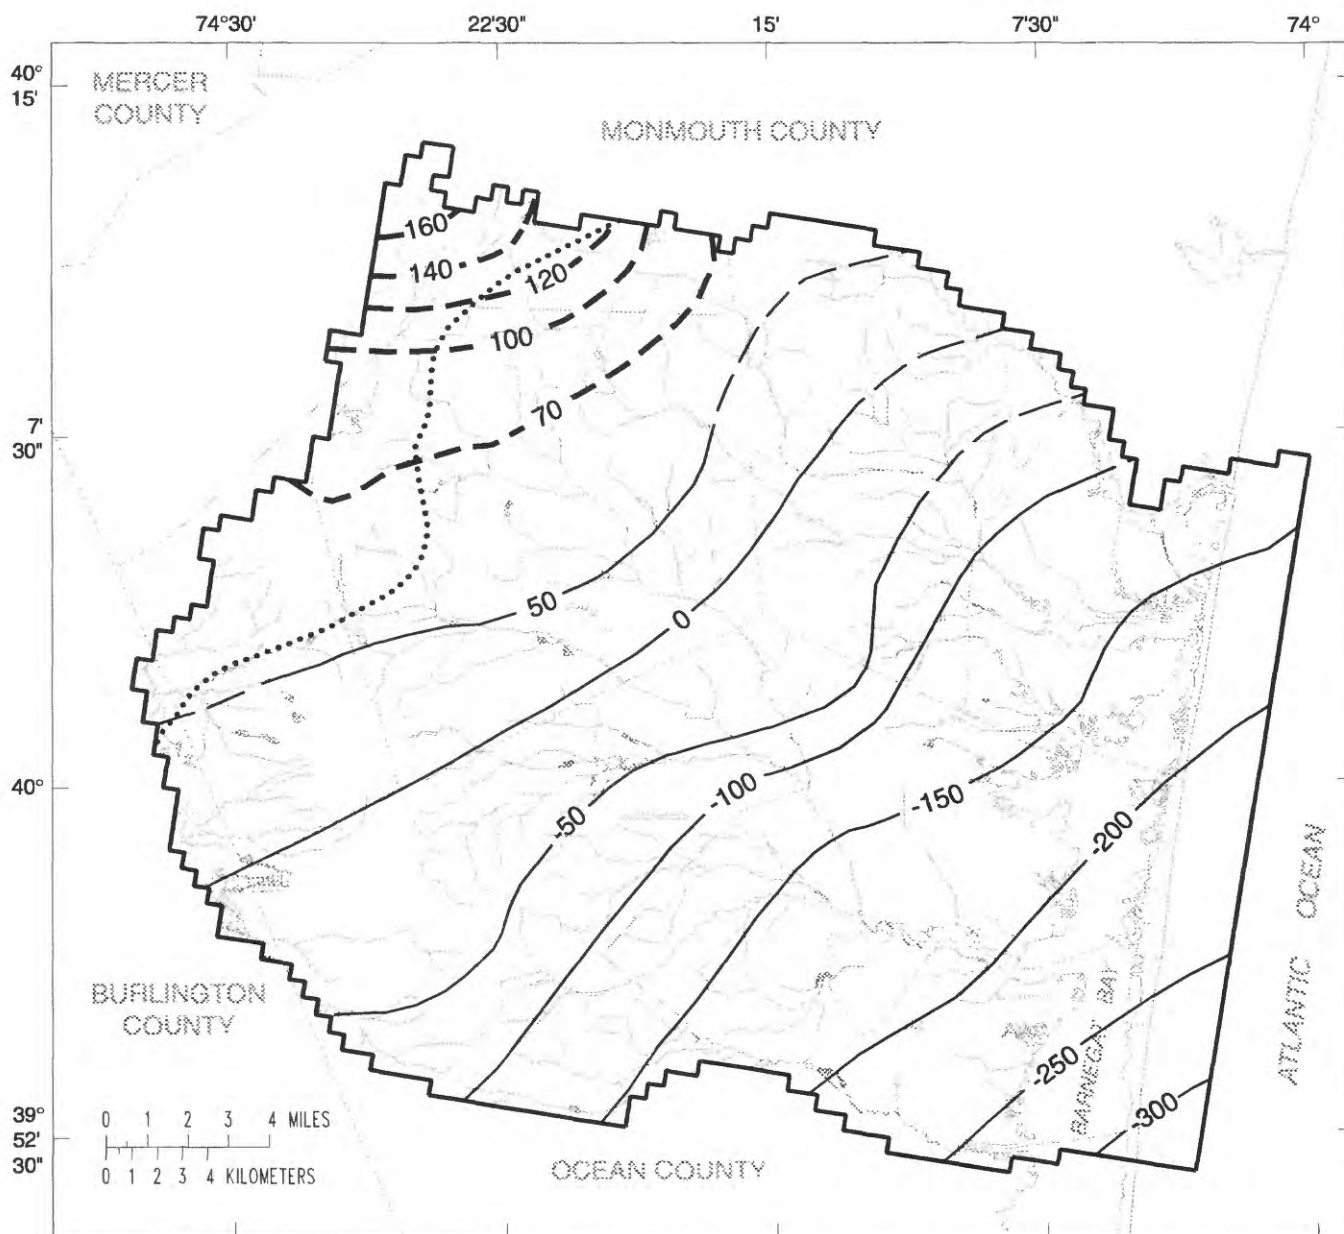 74°30'
22'30"
15'
7'30"
74°
40°
15'
MERCER
COUNTY
MONMOUTH COUNTY
160
140
120
100
7'
30"
70
50
0
40°
-50
-100
-150
-200
BURLINGTON
COUNTY
ATLANTIC OCEAN
BARNEGAT BAY
-250
-300
39°
52'
30"
0 1 2 3 4 MILES
0 1 2 3 4 KILOMETERS
OCEAN COUNTY